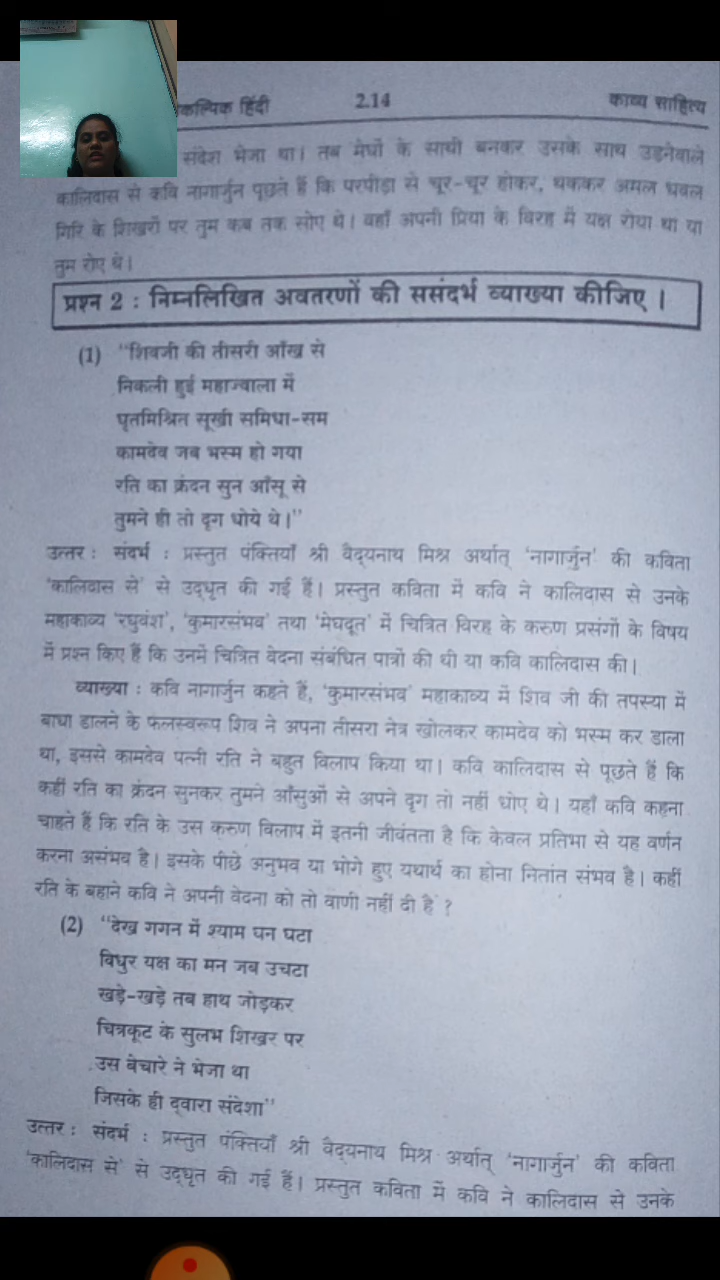 कल्पिक हिंदी 2.14 काव्य साहित्य
संदेश भेजा था। तब मेघों के साथी बनकर उसके साथ उड़नेवाले
कालिदास से कवि नागार्जुन पूछते हैं कि परपीड़ा से चूर-चूर होकर, थककर अमल धवल
गिरि के शिखरों पर तुम कब तक सोए थे। वहाँ अपनी प्रिया के विरह में यक्ष रोया था या
तुम रोए थे।
प्रश्न 2 : निम्नलिखित अवतरणों की ससंदर्भ व्याख्या कीजिए ।
(1) “शिवजी की तीसरी आँख से
निकली हुई महाज्वाला में
घृतमिश्रित सूखी समिधा-सम
कामदेव जब भस्म हो गया
रति का क्रंदन सुन आँसू से
तुमने ही तो दृग धोये थे।”
उत्तर : संदर्भ : प्रस्तुत पंक्तियाँ श्री वैद्यनाथ मिश्र अर्थात् ‘नागार्जुन’ की कविता
‘कालिदास से’ से उद्धृत की गई हैं। प्रस्तुत कविता में कवि ने कालिदास से उनके
महाकाव्य ‘रघुवंश’, ‘कुमारसंभव’ तथा ‘मेघदूत’ में चित्रित विरह के करुण प्रसंगों के विषय
में प्रश्न किए हैं कि उनमें चित्रित वेदना संबंधित पात्रों की थी या कवि कालिदास की।
व्याख्या : कवि नागार्जुन कहते हैं, ‘कुमारसंभव’ महाकाव्य में शिव जी की तपस्या में
बाधा डालने के फलस्वरूप शिव ने अपना तीसरा नेत्र खोलकर कामदेव को भस्म कर डाला
था, इससे कामदेव पत्नी रति ने बहुत विलाप किया था। कवि कालिदास से पूछते हैं कि
कहीं रति का क्रंदन सुनकर तुमने आँसुओं से अपने दृग तो नहीं धोए थे। यहाँ कवि कहना
चाहते हैं कि रति के उस करुण विलाप में इतनी जीवंतता है कि केवल प्रतिभा से यह वर्णन
करना असंभव है। इसके पीछे अनुभव या भोगे हुए यथार्थ का होना नितांत संभव है। कहीं
रति के बहाने कवि ने अपनी वेदना को तो वाणी नहीं दी है ?
(2) “देख गगन में श्याम घन घटा
विधुर यक्ष का मन जब उचटा
खड़े-खड़े तब हाथ जोड़कर
चित्रकूट के सुलभ शिखर पर
उस बेचारे ने भेजा था
जिसके ही द्वारा संदेशा”
उत्तर : संदर्भ : प्रस्तुत पंक्तियाँ श्री वैद्यनाथ मिश्र अर्थात् ‘नागार्जुन’ की कविता
‘कालिदास से’ से उद्धृत की गई हैं। प्रस्तुत कविता में कवि ने कालिदास से उनके